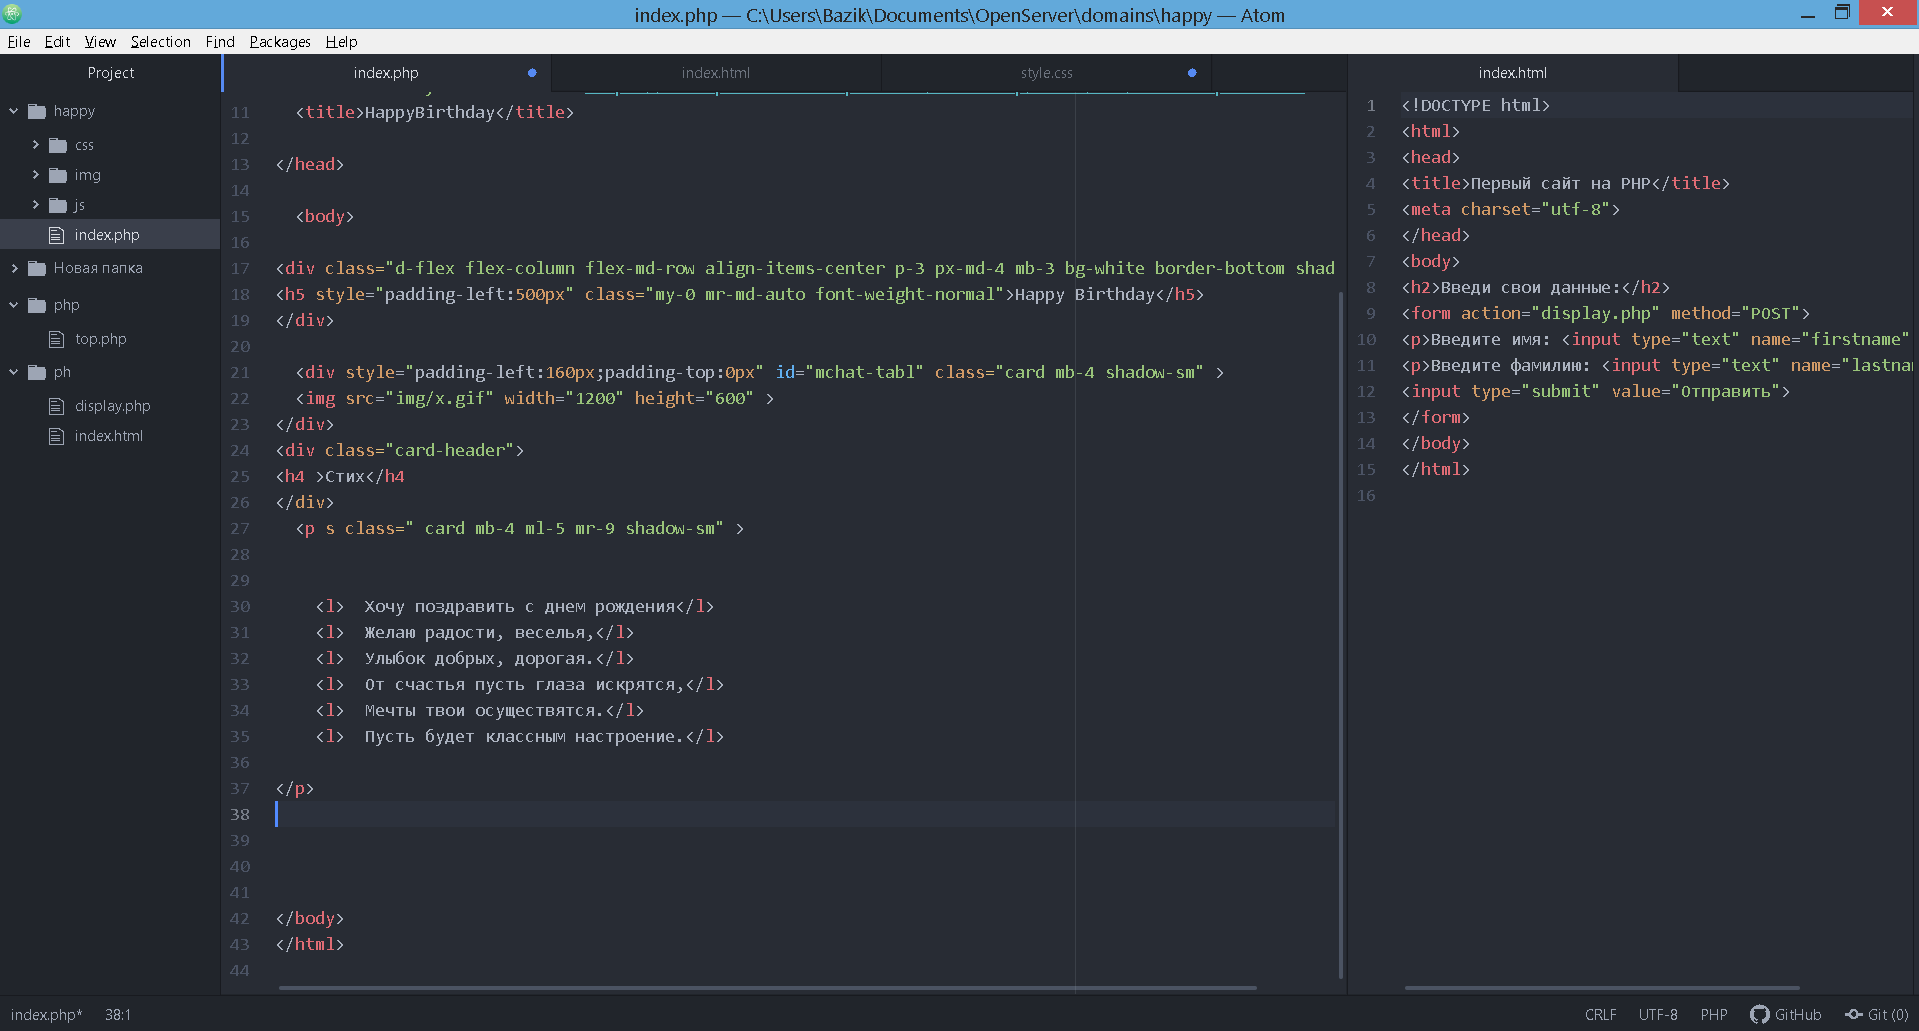 index.php — C:\Users\Bazik\Documents\OpenServer\domains\happy — Atom
File Edit View Selection Find Packages Help
Project
happy
css
img
js
index.php
Новая папка
php
top.php
ph
display.php
index.html
index.php index.html style.css
11 <title>HappyBirthday</title>
12
13 </head>
14
15 <body>
16
17 <div class="d-flex flex-column flex-md-row align-items-center p-3 px-md-4 mb-3 bg-white border-bottom shad
18 <h5 style="padding-left:500px" class="my-0 mr-md-auto font-weight-normal">Happy Birthday</h5>
19 </div>
20
21 <div style="padding-left:160px;padding-top:0px" id="mchat-tabl" class="card mb-4 shadow-sm" >
22 <img src="img/x.gif" width="1200" height="600" >
23 </div>
24 <div class="card-header">
25 <h4 >Стих</h4
26 </div>
27 <p s class=" card mb-4 ml-5 mr-9 shadow-sm" >
28
29
30 <l> Хочу поздравить с днем рождения</l>
31 <l> Желаю радости, веселья,</l>
32 <l> Улыбок добрых, дорогая.</l>
33 <l> От счастья пусть глаза искрятся,</l>
34 <l> Мечты твои осуществятся.</l>
35 <l> Пусть будет классным настроение.</l>
36
37 </p>
38
39
40
41
42 </body>
43 </html>
44
index.html
1 <!DOCTYPE html>
2 <html>
3 <head>
4 <title>Первый сайт на PHP</title>
5 <meta charset="utf-8">
6 </head>
7 <body>
8 <h2>Введи свои данные:</h2>
9 <form action="display.php" method="POST">
10 <p>Введите имя: <input type="text" name="firstname"
11 <p>Введите фамилию: <input type="text" name="lastna
12 <input type="submit" value="Отправить">
13 </form>
14 </body>
15 </html>
16
index.php* 38:1 CRLF UTF-8 PHP GitHub Git (0)